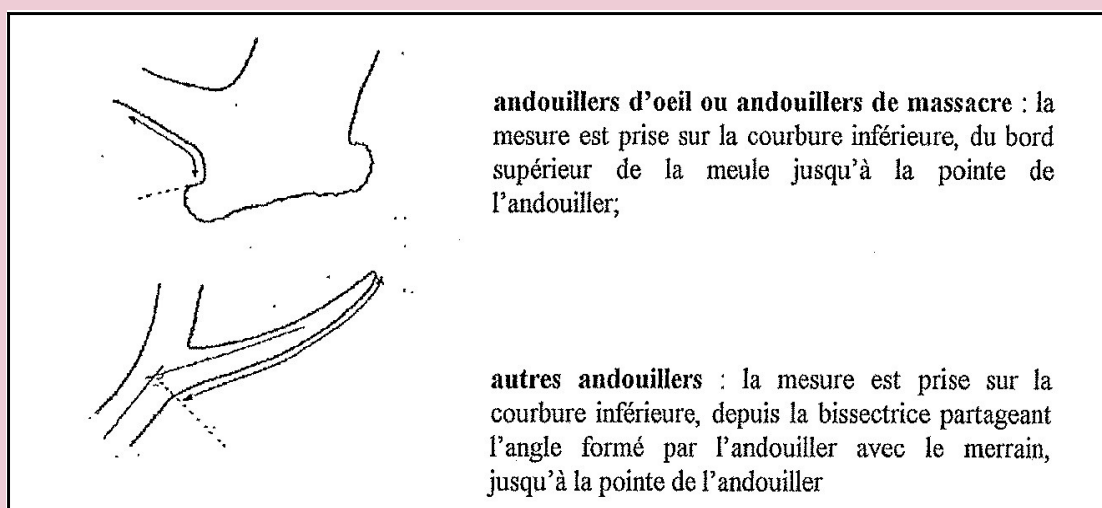 andouillers d'oeil ou andouillers de massacre : la
mesure est prise sur la courbure inférieure, du bord
supérieur de la meule jusqu'à la pointe de
l'andouiller;
autres andouillers : la mesure est prise sur la
courbure inférieure, depuis la bissectrice partageant
l'angle formé par l'andouiller avec le merrain,
jusqu'à la pointe de l'andouiller